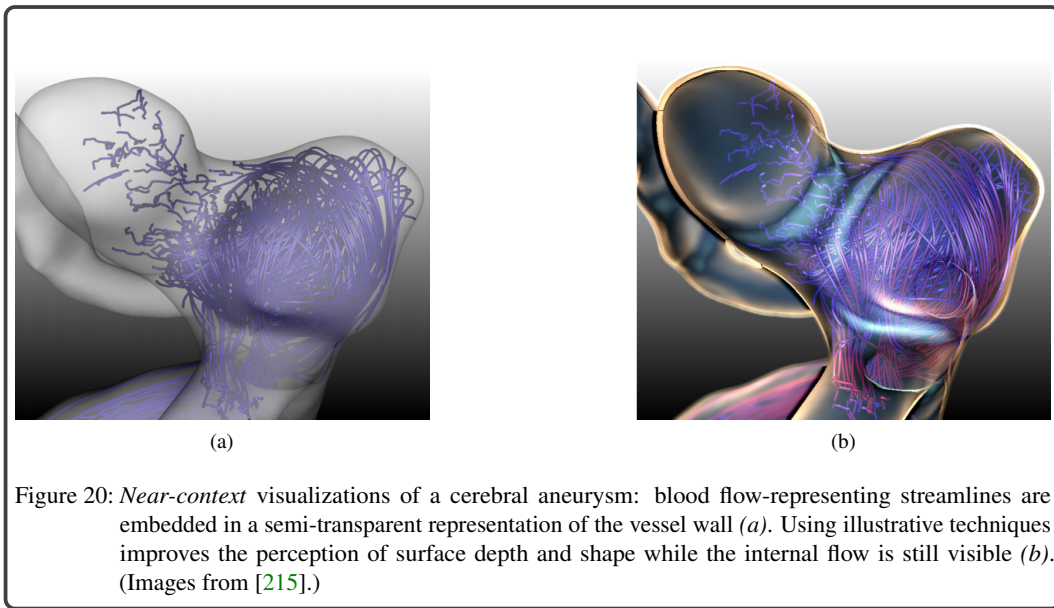 (a)
(b)
Figure 20: Near-context visualizations of a cerebral aneurysm: blood flow-representing streamlines are
embedded in a semi-transparent representation of the vessel wall (a). Using illustrative techniques
improves the perception of surface depth and shape while the internal flow is still visible (b).
(Images from [215].)